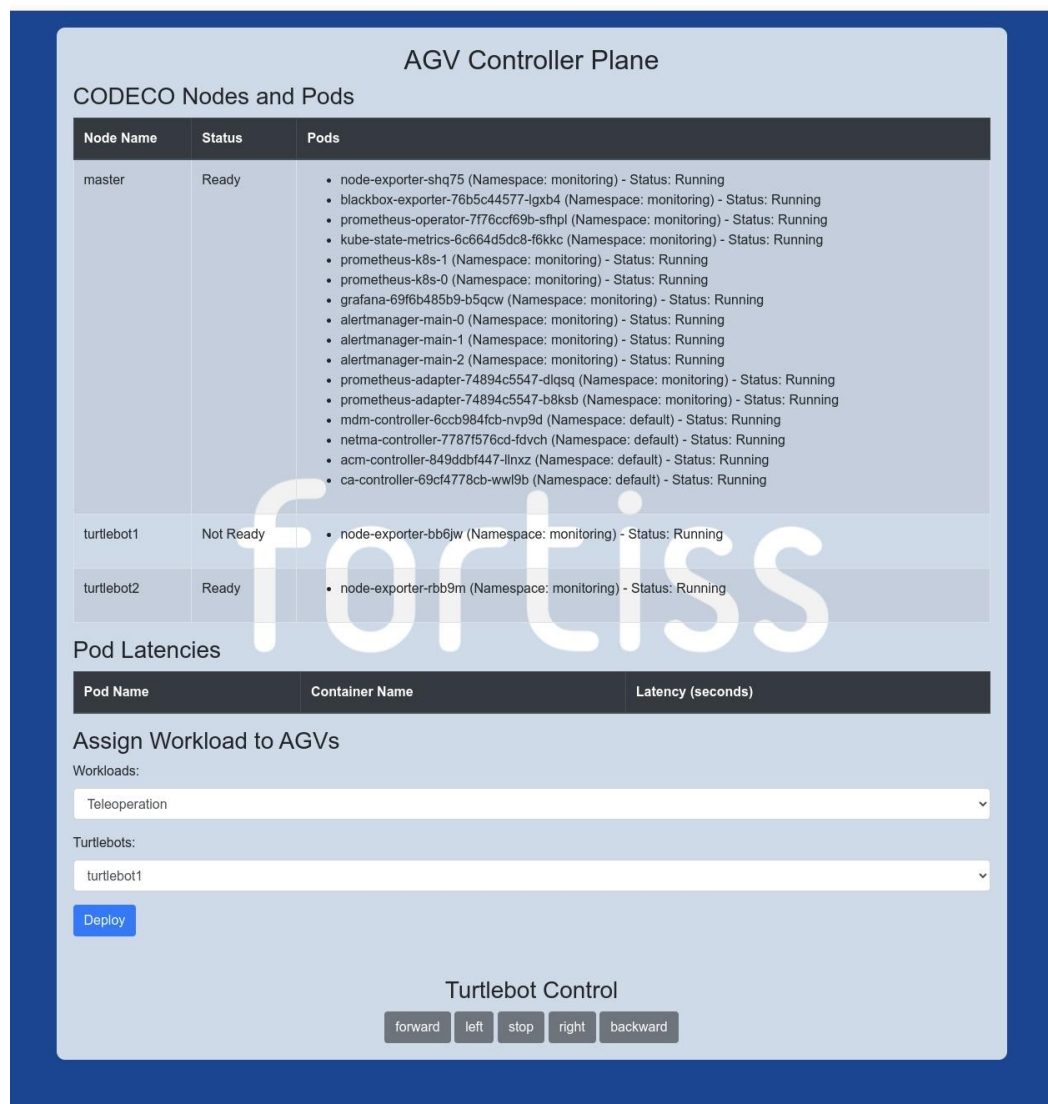 AGV Controller Plane
CODECO Nodes and Pods
Node Name Status Pods
master Ready
node-exporter-shq75 (Namespace: monitoring) - Status: Running
blackbox-exporter-76b5c44577-lgxb4 (Namespace: monitoring) - Status: Running
prometheus-operator-7f76ccf69b-sfhpl (Namespace: monitoring) - Status: Running
kube-state-metrics-6c664d5dc8-f6kkc (Namespace: monitoring) - Status: Running
prometheus-k8s-1 (Namespace: monitoring) - Status: Running
prometheus-k8s-0 (Namespace: monitoring) - Status: Running
grafana-69f6b485b9-b5qcw (Namespace: monitoring) - Status: Running
alertmanager-main-0 (Namespace: monitoring) - Status: Running
alertmanager-main-1 (Namespace: monitoring) - Status: Running
alertmanager-main-2 (Namespace: monitoring) - Status: Running
prometheus-adapter-74894c5547-dlqsq (Namespace: monitoring) - Status: Running
prometheus-adapter-74894c5547-b8ksb (Namespace: monitoring) - Status: Running
mdm-controller-6ccb984fcb-nvp9d (Namespace: default) - Status: Running
netma-controller-7787f576cd-fdvch (Namespace: default) - Status: Running
acm-controller-849ddbf447-llnxz (Namespace: default) - Status: Running
ca-controller-69cf4778cb-wwl9b (Namespace: default) - Status: Running
fortiss
turtlebot1 Not Ready node-exporter-bb6jw (Namespace: monitoring) - Status: Running
turtlebot2 Ready node-exporter-rbb9m (Namespace: monitoring) - Status: Running
Pod Latencies
Pod Name Container Name Latency (seconds)
Assign Workload to AGVs
Workloads:
Teleoperation
Turtlebots:
turtlebot1
Deploy
Turtlebot Control
forward left stop right backward